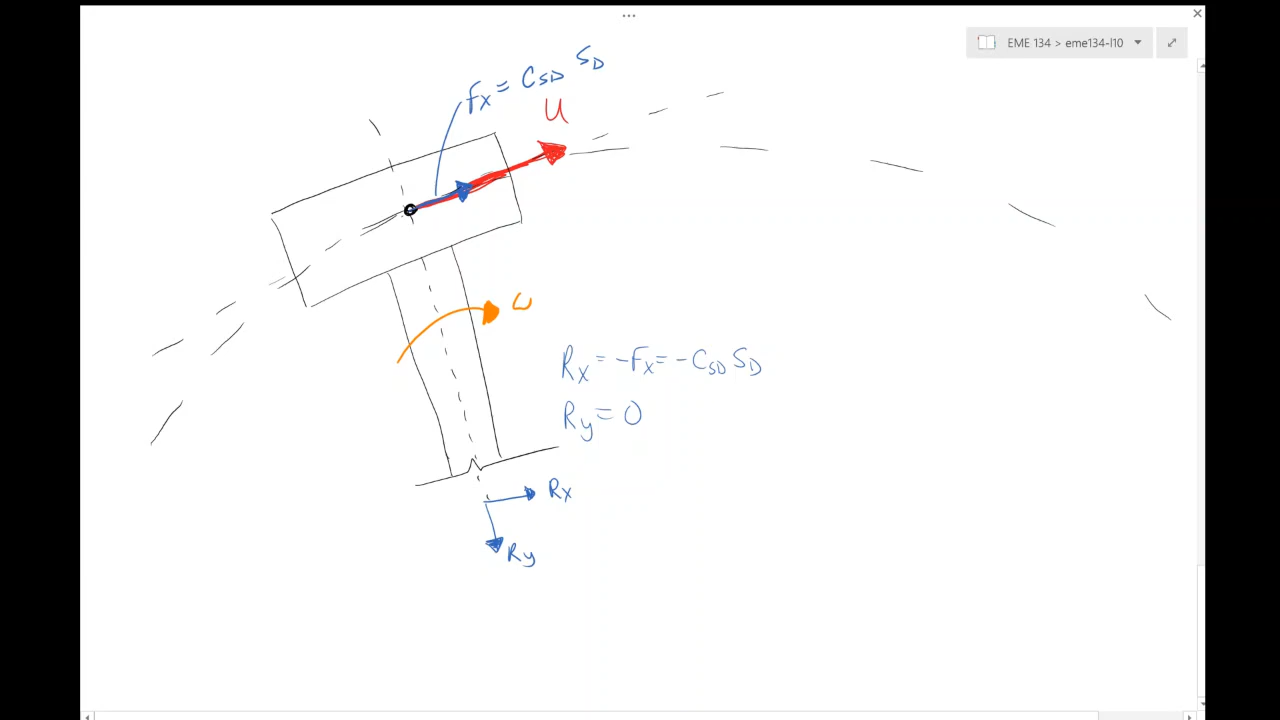 EME 134 > eme134-l10
Fx = CSD SD
U
ω
Rx = -Fx = -CSD SD
Ry = 0
Rx
Ry